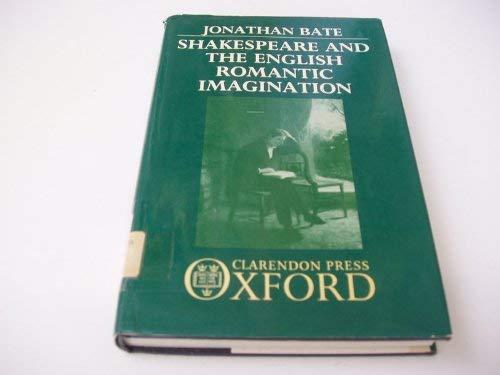 JONATHAN BATE
SHAKESPEARE AND
THE ENGLISH
ROMANTIC
IMAGINATION
CLARENDON PRESS
OXFORD